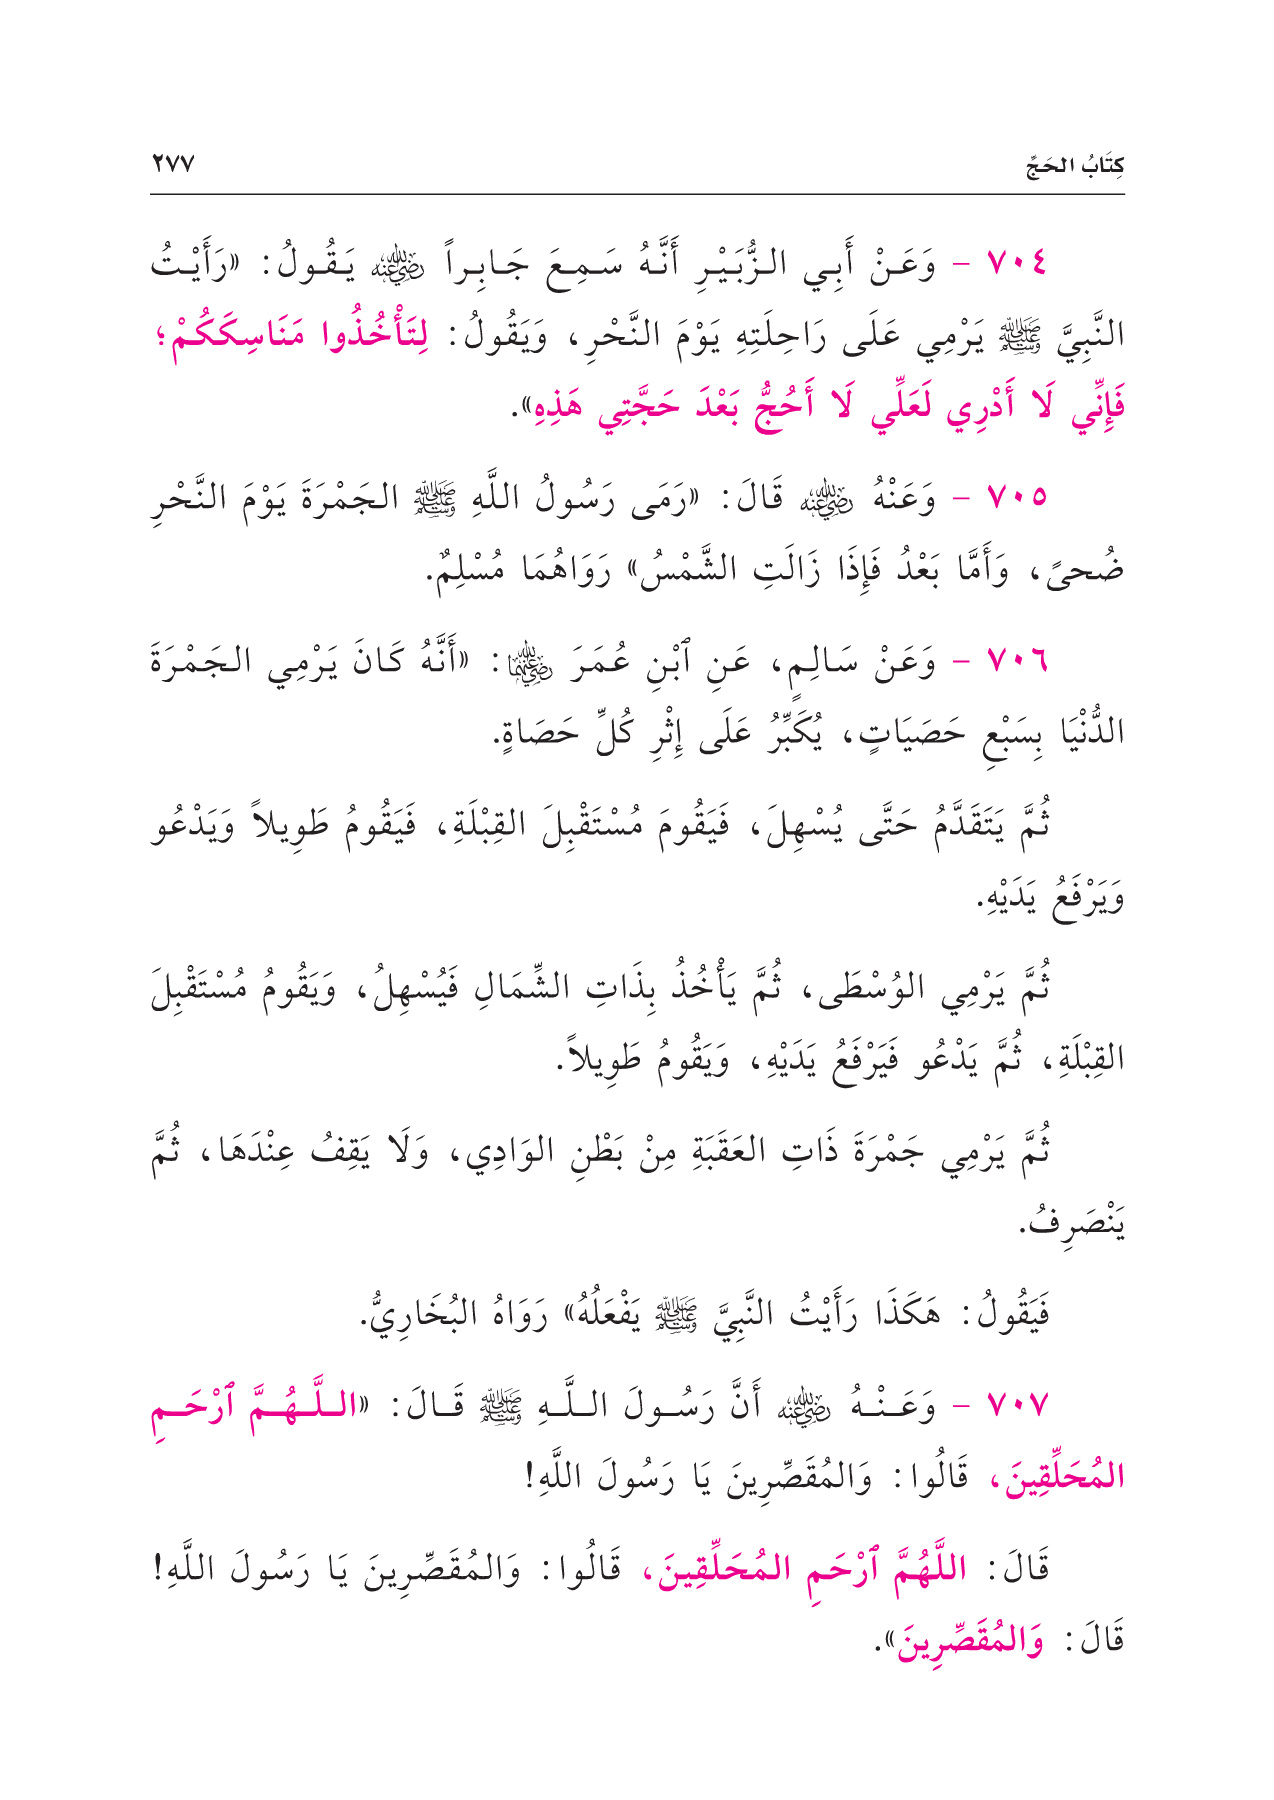 كِتَابُ الحَجِّ ٢٧٧
٧٠٤ - وَعَنْ أَبِي الزُّبَيْرِ أَنَّهُ سَمِعَ جَابِراً ﵁ يَقُولُ: «رَأَيْتُ
النَّبِيَّ ﷺ يَرْمِي عَلَى رَاحِلَتِهِ يَوْمَ النَّحْرِ، وَيَقُولُ: لِتَأْخُذُوا مَنَاسِكَكُمْ؛
فَإِنِّي لَا أَدْرِي لَعَلِّي لَا أَحُجُّ بَعْدَ حَجَّتِي هَذِهِ».
٧٠٥ - وَعَنْهُ ﵁ قَالَ: «رَمَى رَسُولُ اللَّهِ ﷺ الجَمْرَةَ يَوْمَ النَّحْرِ
ضُحىً، وَأَمَّا بَعْدُ فَإِذَا زَالَتِ الشَّمْسُ» رَوَاهُمَا مُسْلِمٌ.
٧٠٦ - وَعَنْ سَالِمٍ، عَنِ ٱبْنِ عُمَرَ ﵄: «أَنَّهُ كَانَ يَرْمِي الجَمْرَةَ
الدُّنْيَا بِسَبْعِ حَصَيَاتٍ، يُكَبِّرُ عَلَى إِثْرِ كُلِّ حَصَاةٍ.
ثُمَّ يَتَقَدَّمُ حَتَّى يُسْهِلَ، فَيَقُومَ مُسْتَقْبِلَ القِبْلَةِ، فَيَقُومُ طَوِيلاً وَيَدْعُو
وَيَرْفَعُ يَدَيْهِ.
ثُمَّ يَرْمِي الوُسْطَى، ثُمَّ يَأْخُذُ بِذَاتِ الشِّمَالِ فَيُسْهِلُ، وَيَقُومُ مُسْتَقْبِلَ
القِبْلَةِ، ثُمَّ يَدْعُو فَيَرْفَعُ يَدَيْهِ، وَيَقُومُ طَوِيلاً.
ثُمَّ يَرْمِي جَمْرَةَ ذَاتِ العَقَبَةِ مِنْ بَطْنِ الوَادِي، وَلَا يَقِفُ عِنْدَهَا، ثُمَّ
يَنْصَرِفُ.
فَيَقُولُ: هَكَذَا رَأَيْتُ النَّبِيَّ ﷺ يَفْعَلُهُ» رَوَاهُ البُخَارِيُّ.
٧٠٧ - وَعَنْهُ ﵁ أَنَّ رَسُولَ اللَّهِ ﷺ قَالَ: «اللَّهُمَّ ٱرْحَمِ
المُحَلِّقِينَ، قَالُوا: وَالمُقَصِّرِينَ يَا رَسُولَ اللَّهِ!
قَالَ: اللَّهُمَّ ٱرْحَمِ المُحَلِّقِينَ، قَالُوا: وَالمُقَصِّرِينَ يَا رَسُولَ اللَّهِ!
قَالَ: وَالمُقَصِّرِينَ».